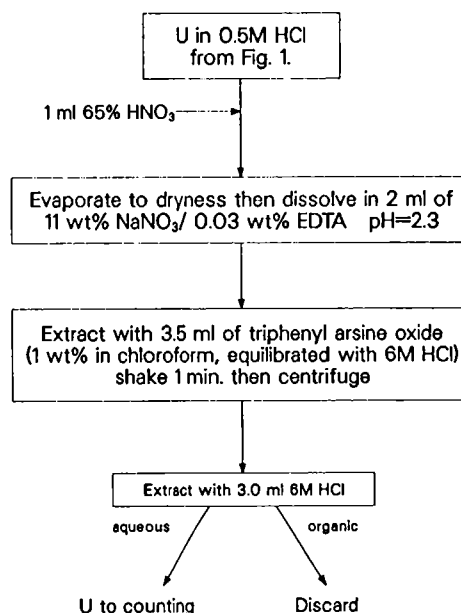 U in 0.5M HCl
from Fig. 1.
1 ml 65% HNO₃
Evaporate to dryness then dissolve in 2 ml of
11 wt% NaNO₃/ 0.03 wt% EDTA pH=2.3
Extract with 3.5 ml of triphenyl arsine oxide
(1 wt% in chloroform, equilibrated with 6M HCl)
shake 1 min. then centrifuge
Extract with 3.0 ml 6M HCl
aqueous
organic
U to counting
Discard